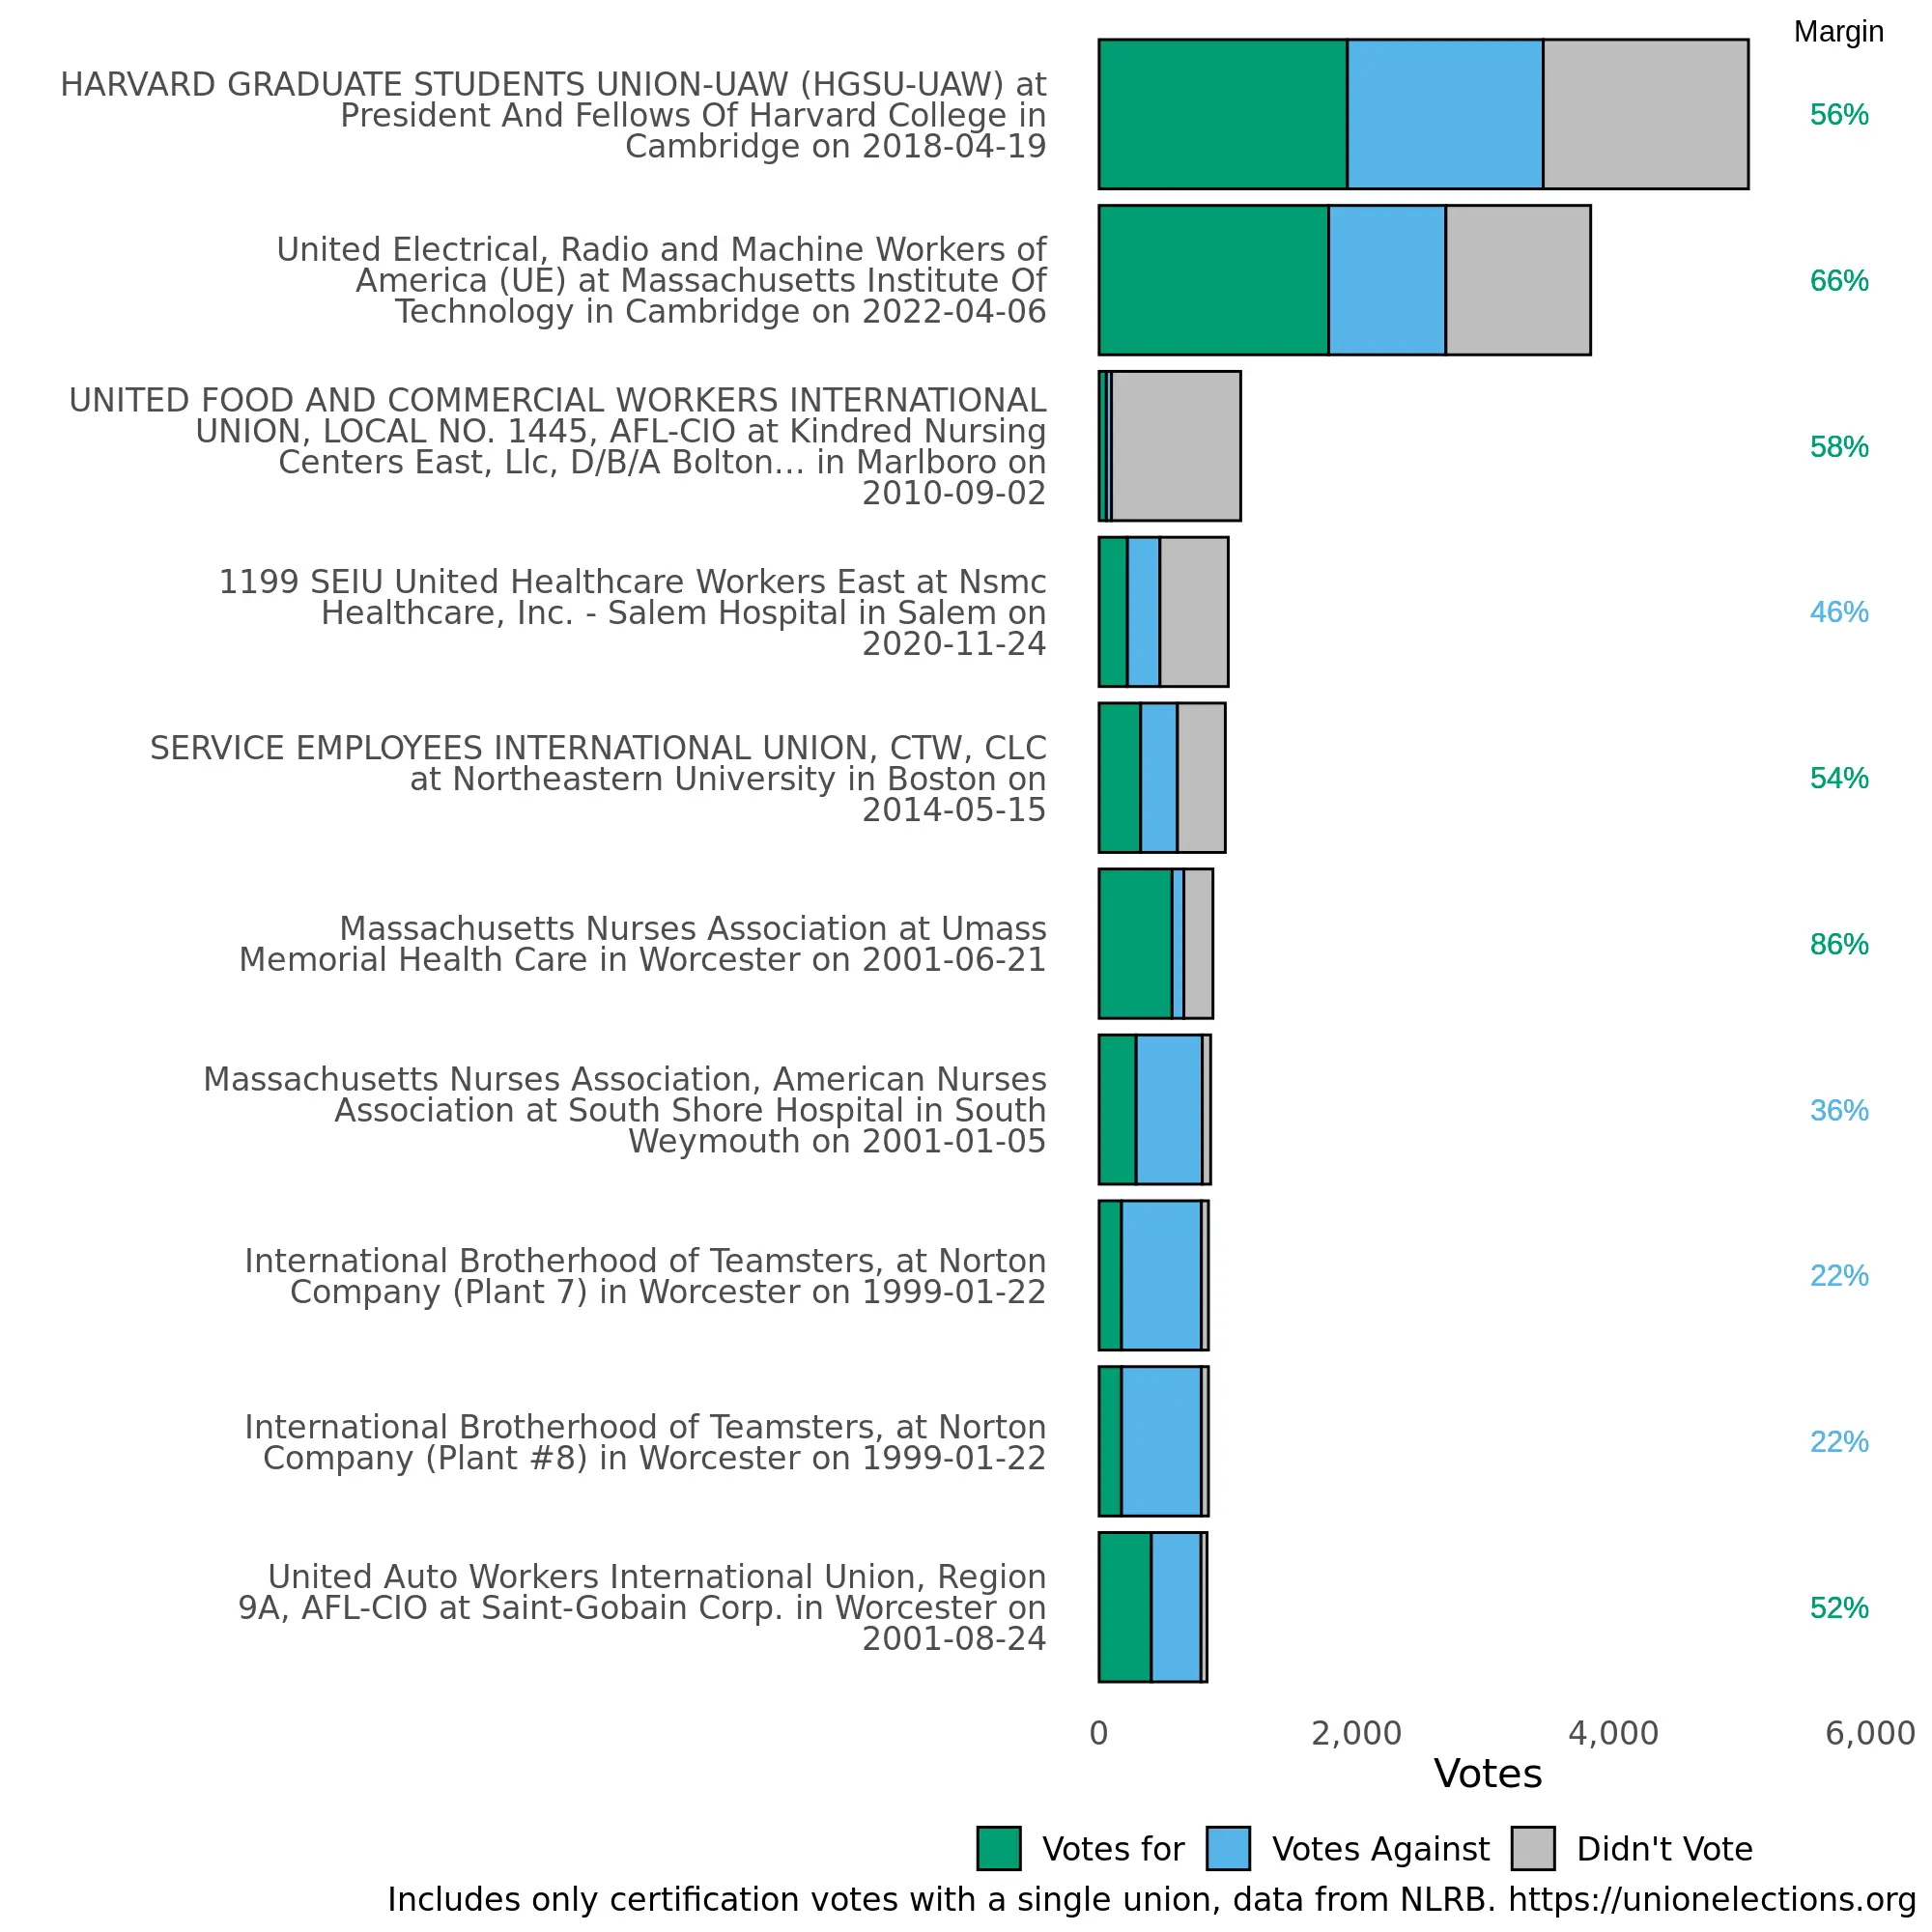 Margin
HARVARD GRADUATE STUDENTS UNION-UAW (HGSU-UAW) at
President And Fellows Of Harvard College in
Cambridge on 2018-04-19
56%
United Electrical, Radio and Machine Workers of
America (UE) at Massachusetts Institute Of
Technology in Cambridge on 2022-04-06
66%
UNITED FOOD AND COMMERCIAL WORKERS INTERNATIONAL
UNION, LOCAL NO. 1445, AFL-CIO at Kindred Nursing
Centers East, Llc, D/B/A Bolton... in Marlboro on
2010-09-02
58%
1199 SEIU United Healthcare Workers East at Nsmc
Healthcare, Inc. - Salem Hospital in Salem on
2020-11-24
46%
SERVICE EMPLOYEES INTERNATIONAL UNION, CTW, CLC
at Northeastern University in Boston on
2014-05-15
54%
Massachusetts Nurses Association at Umass
Memorial Health Care in Worcester on 2001-06-21
86%
Massachusetts Nurses Association, American Nurses
Association at South Shore Hospital in South
Weymouth on 2001-01-05
36%
International Brotherhood of Teamsters, at Norton
Company (Plant 7) in Worcester on 1999-01-22
22%
International Brotherhood of Teamsters, at Norton
Company (Plant #8) in Worcester on 1999-01-22
22%
United Auto Workers International Union, Region
9A, AFL-CIO at Saint-Gobain Corp. in Worcester on
2001-08-24
52%
0 2,000 4,000 6,000
Votes
Votes for Votes Against Didn't Vote
Includes only certification votes with a single union, data from NLRB. https://unionelections.org